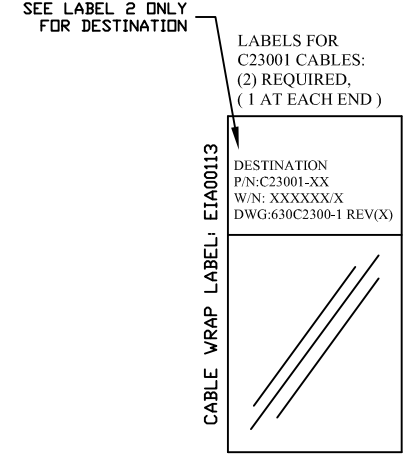 SEE LABEL 2 ONLY
FOR DESTINATION
LABELS FOR
C23001 CABLES:
(2) REQUIRED,
( 1 AT EACH END )
DESTINATION
P/N:C23001-XX
W/N: XXXXXX/X
DWG:630C2300-1 REV(X)
CABLE WRAP LABEL: EIA00113